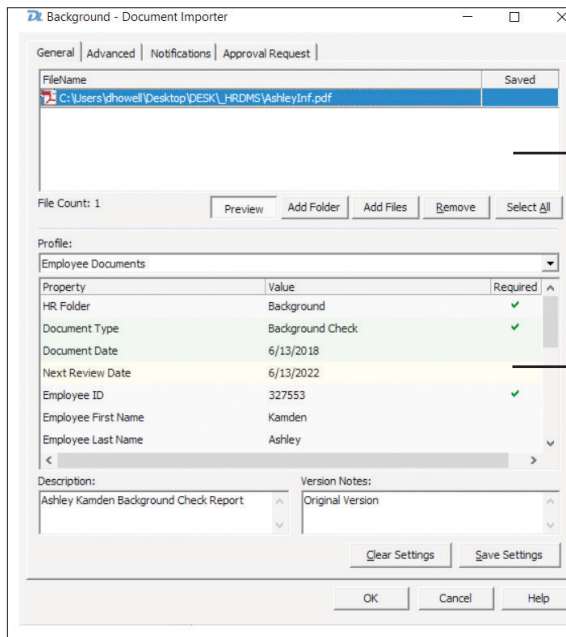 Background - Document Importer
General Advanced Notifications Approval Request
FileName Saved
C:\Users\dhowell\Desktop\DESK\_HRDMS\AshleyInf.pdf
File Count: 1 Preview Add Folder Add Files Remove Select All
Profile:
Employee Documents
Property Value Required
HR Folder Background
Document Type Background Check
Document Date 6/13/2018
Next Review Date 6/13/2022
Employee ID 327553
Employee First Name Kamden
Employee Last Name Ashley
Description: Version Notes:
Ashley Kamden Background Check Report Original Version
Clear Settings Save Settings
OK Cancel Help